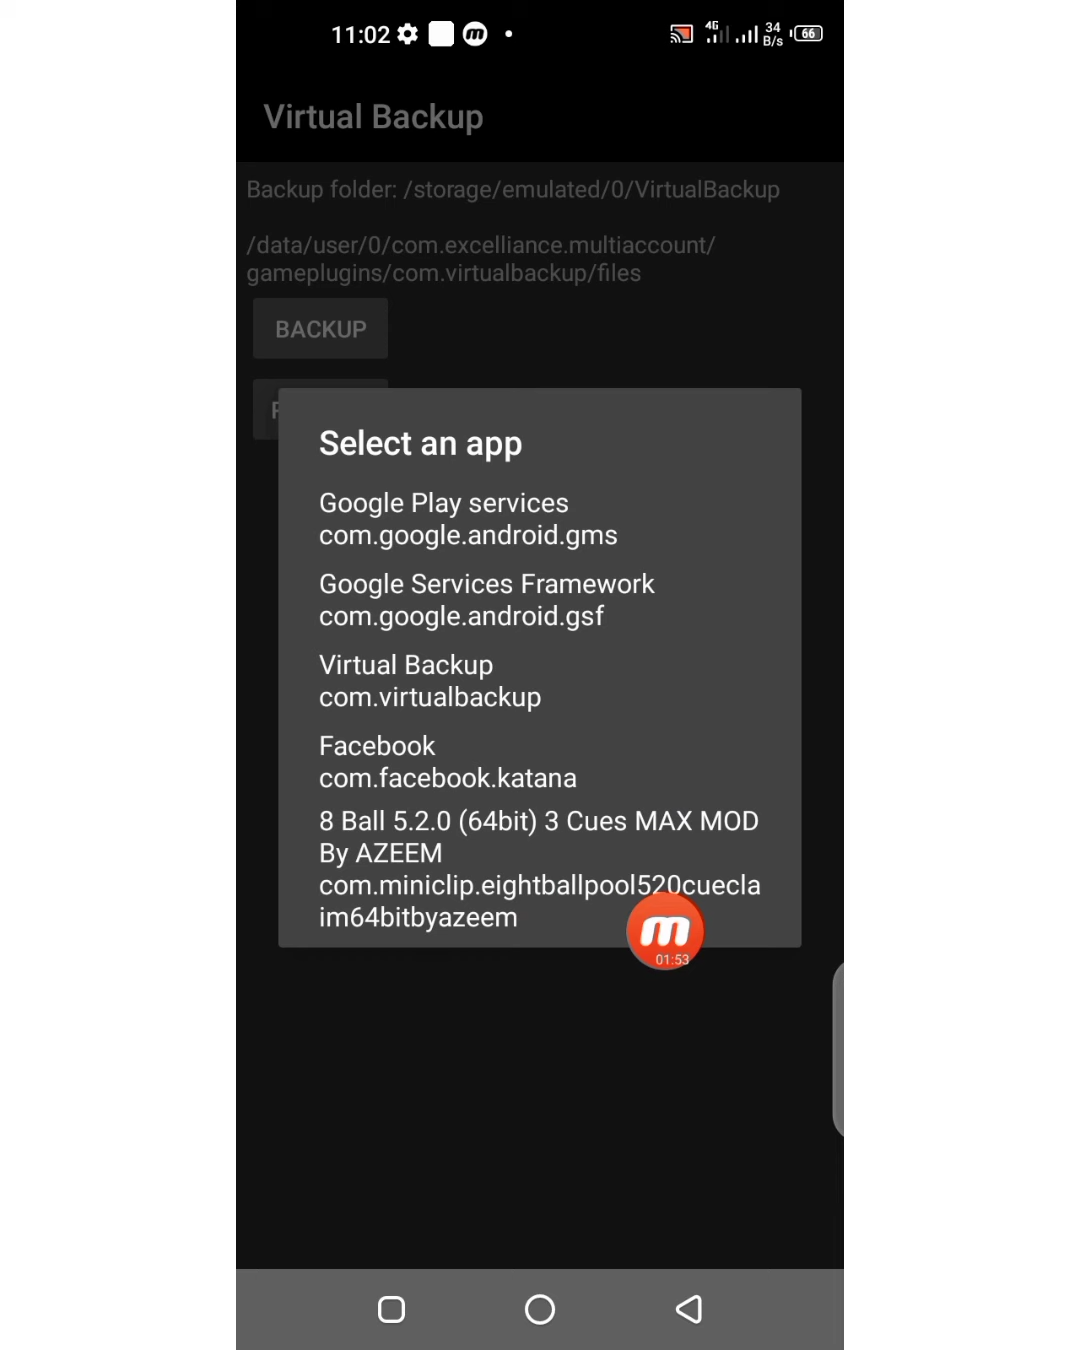 11:02 m 4G 34 B/s 66
Virtual Backup
Backup folder: /storage/emulated/0/VirtualBackup
/data/user/0/com.excelliance.multiaccount/
gameplugins/com.virtualbackup/files
BACKUP
Select an app
Google Play services
com.google.android.gms
Google Services Framework
com.google.android.gsf
Virtual Backup
com.virtualbackup
Facebook
com.facebook.katana
8 Ball 5.2.0 (64bit) 3 Cues MAX MOD
By AZEEM
com.miniclip.eightballpool520cuecla
im64bitbyazeem
m
01:53